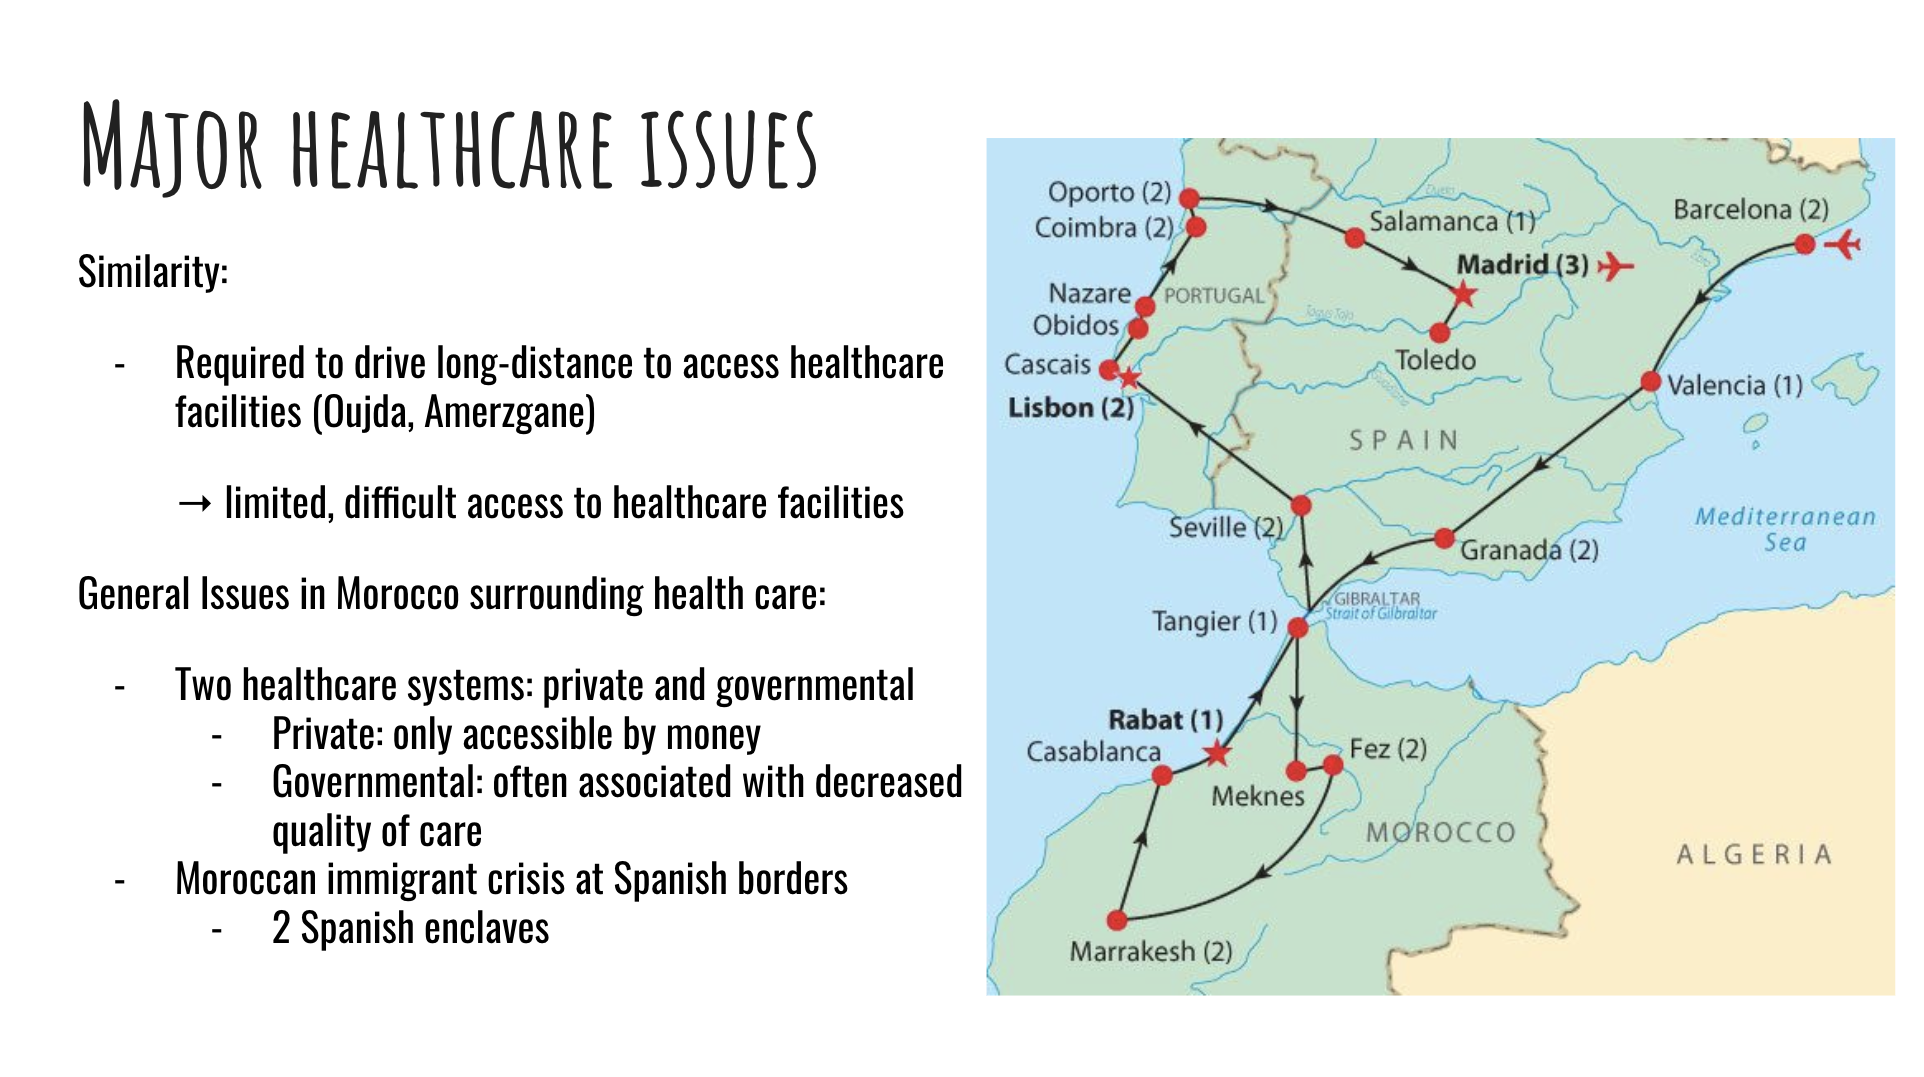 Major healthcare issues
Similarity:
- Required to drive long-distance to access healthcare
facilities (Oujda, Amerzgane)
→ limited, difficult access to healthcare facilities
General Issues in Morocco surrounding health care:
- Two healthcare systems: private and governmental
- Private: only accessible by money
- Governmental: often associated with decreased
quality of care
- Moroccan immigrant crisis at Spanish borders
- 2 Spanish enclaves
Oporto (2)
Coimbra (2)
Duero
Salamanca (1)
Barcelona (2)
Ebro
Madrid (3)
Nazare
PORTUGAL
Obidos
Tagus Tajo
Cascais
Toledo
Guadiana
Valencia (1)
Lisbon (2)
SPAIN
Mediterranean
Sea
Seville (2)
Granada (2)
GIBRALTAR
Strait of Gibraltar
Tangier (1)
Rabat (1)
Casablanca
Fez (2)
Meknes
MOROCCO
ALGERIA
Marrakesh (2)